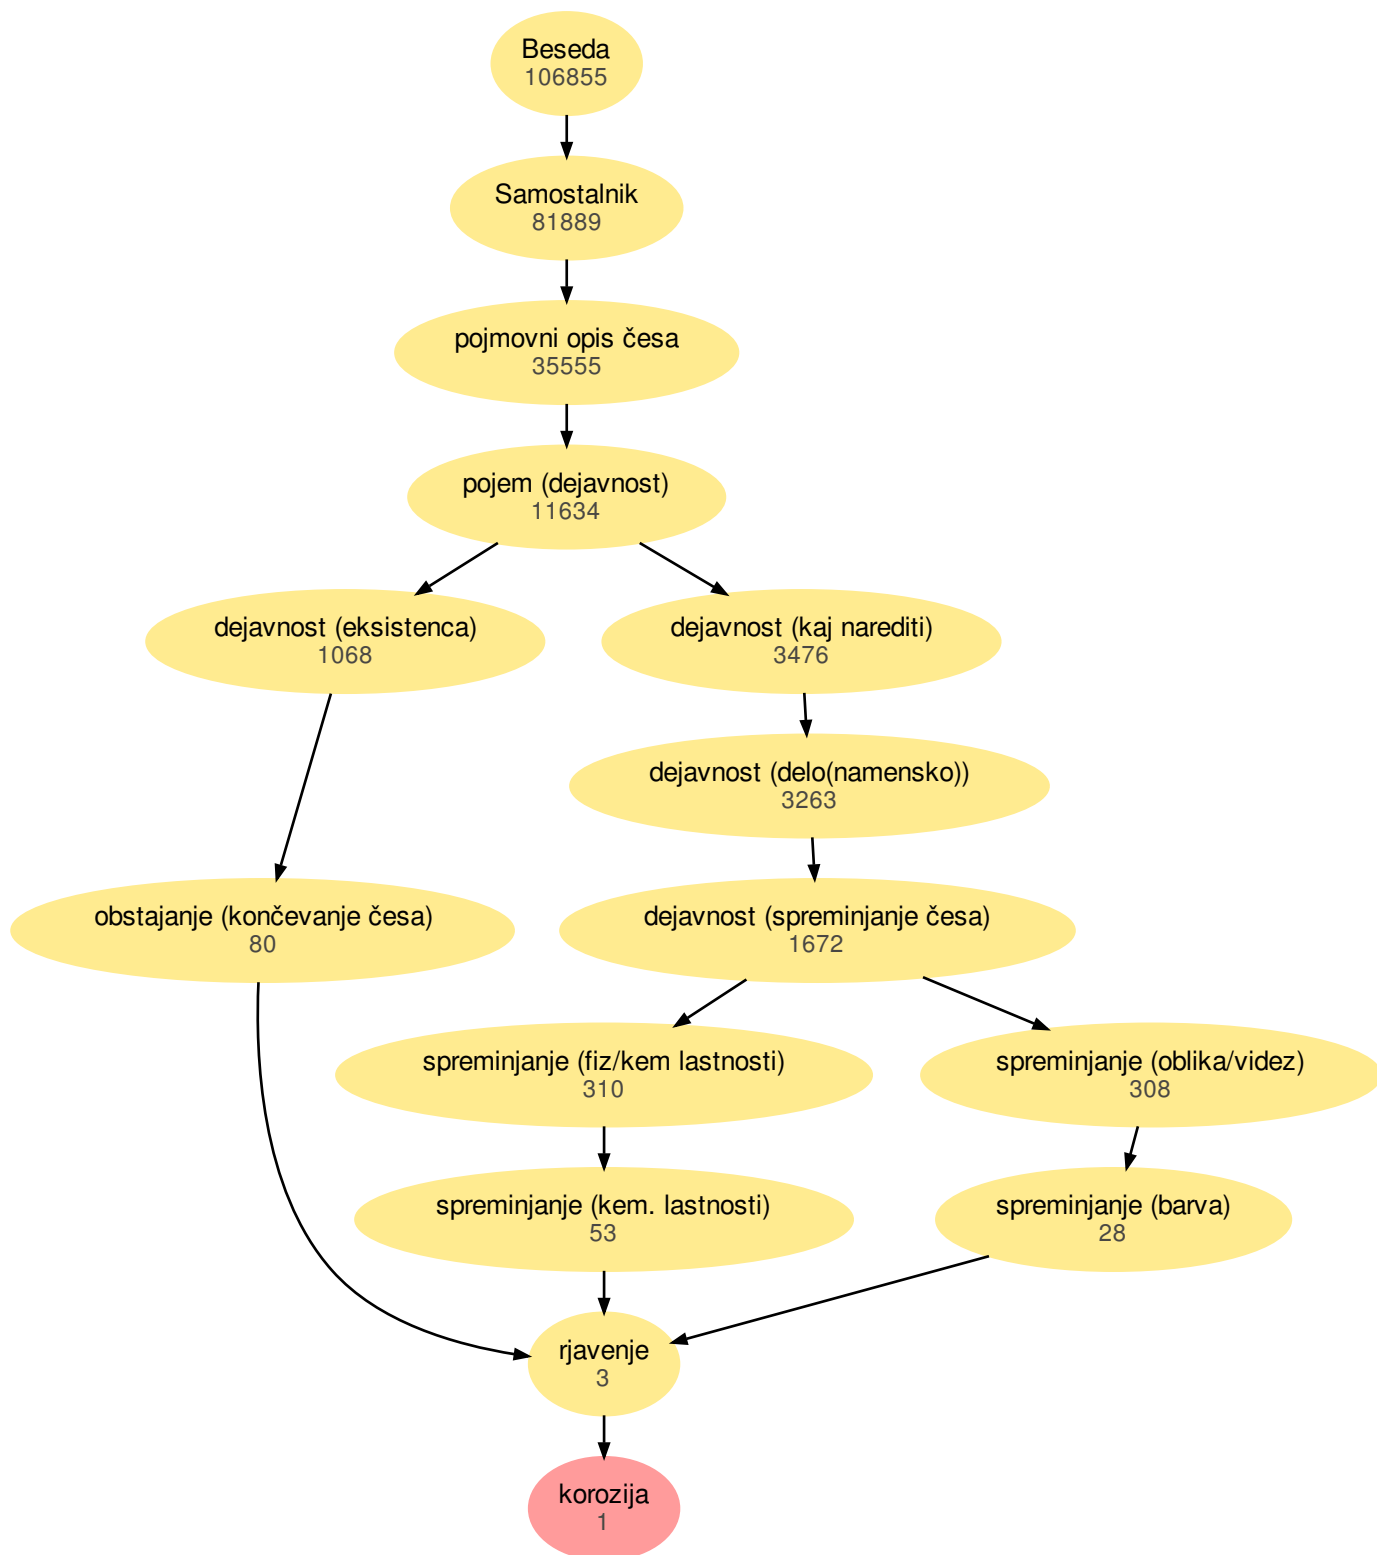 Beseda
106855
Samostalnik
81889
pojmovni opis česa
35555
pojem (dejavnost)
11634
dejavnost (eksistenca)
1068
dejavnost (kaj narediti)
3476
dejavnost (delo(namensko))
3263
obstajanje (končevanje česa)
80
dejavnost (spreminjanje česa)
1672
spreminjanje (fiz/kem lastnosti)
310
spreminjanje (oblika/videz)
308
spreminjanje (kem. lastnosti)
53
spreminjanje (barva)
28
rjavenje
3
korozija
1